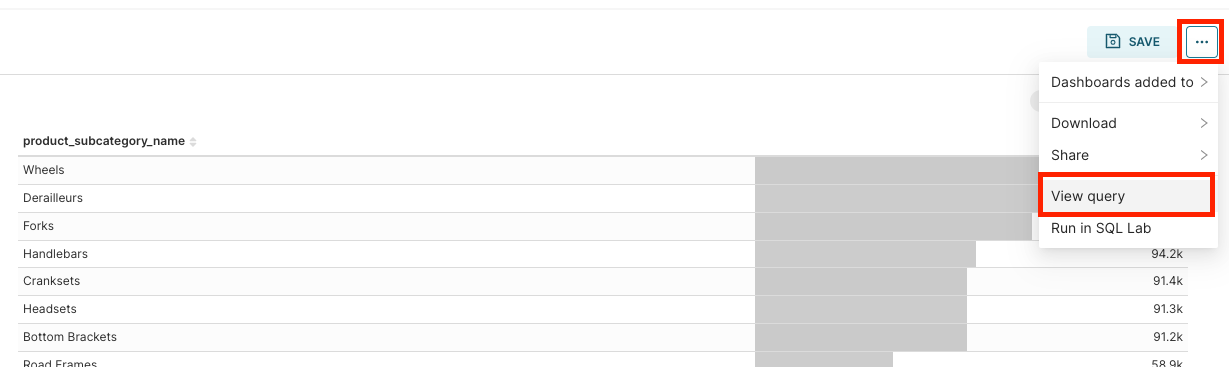 SAVE ...
Dashboards added to
Download
Share
View query
Run in SQL Lab
product_subcategory_name
Wheels
Derailleurs
Forks
Handlebars 94.2k
Cranksets 91.4k
Headsets 91.3k
Bottom Brackets 91.2k
Road Frames 58.9k